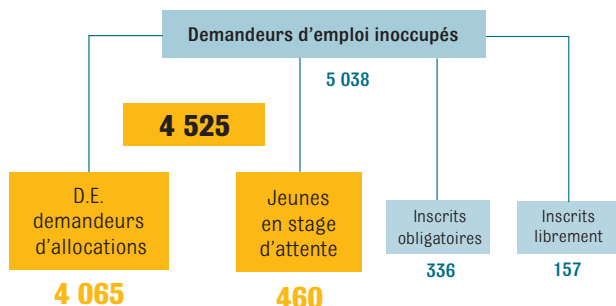 Demandeurs d'emploi inoccupés
5 038
4 525
D.E.
demandeurs
d'allocations
4 065
Jeunes
en stage
d'attente
460
Inscrits
obligatoires
336
Inscrits
librement
157